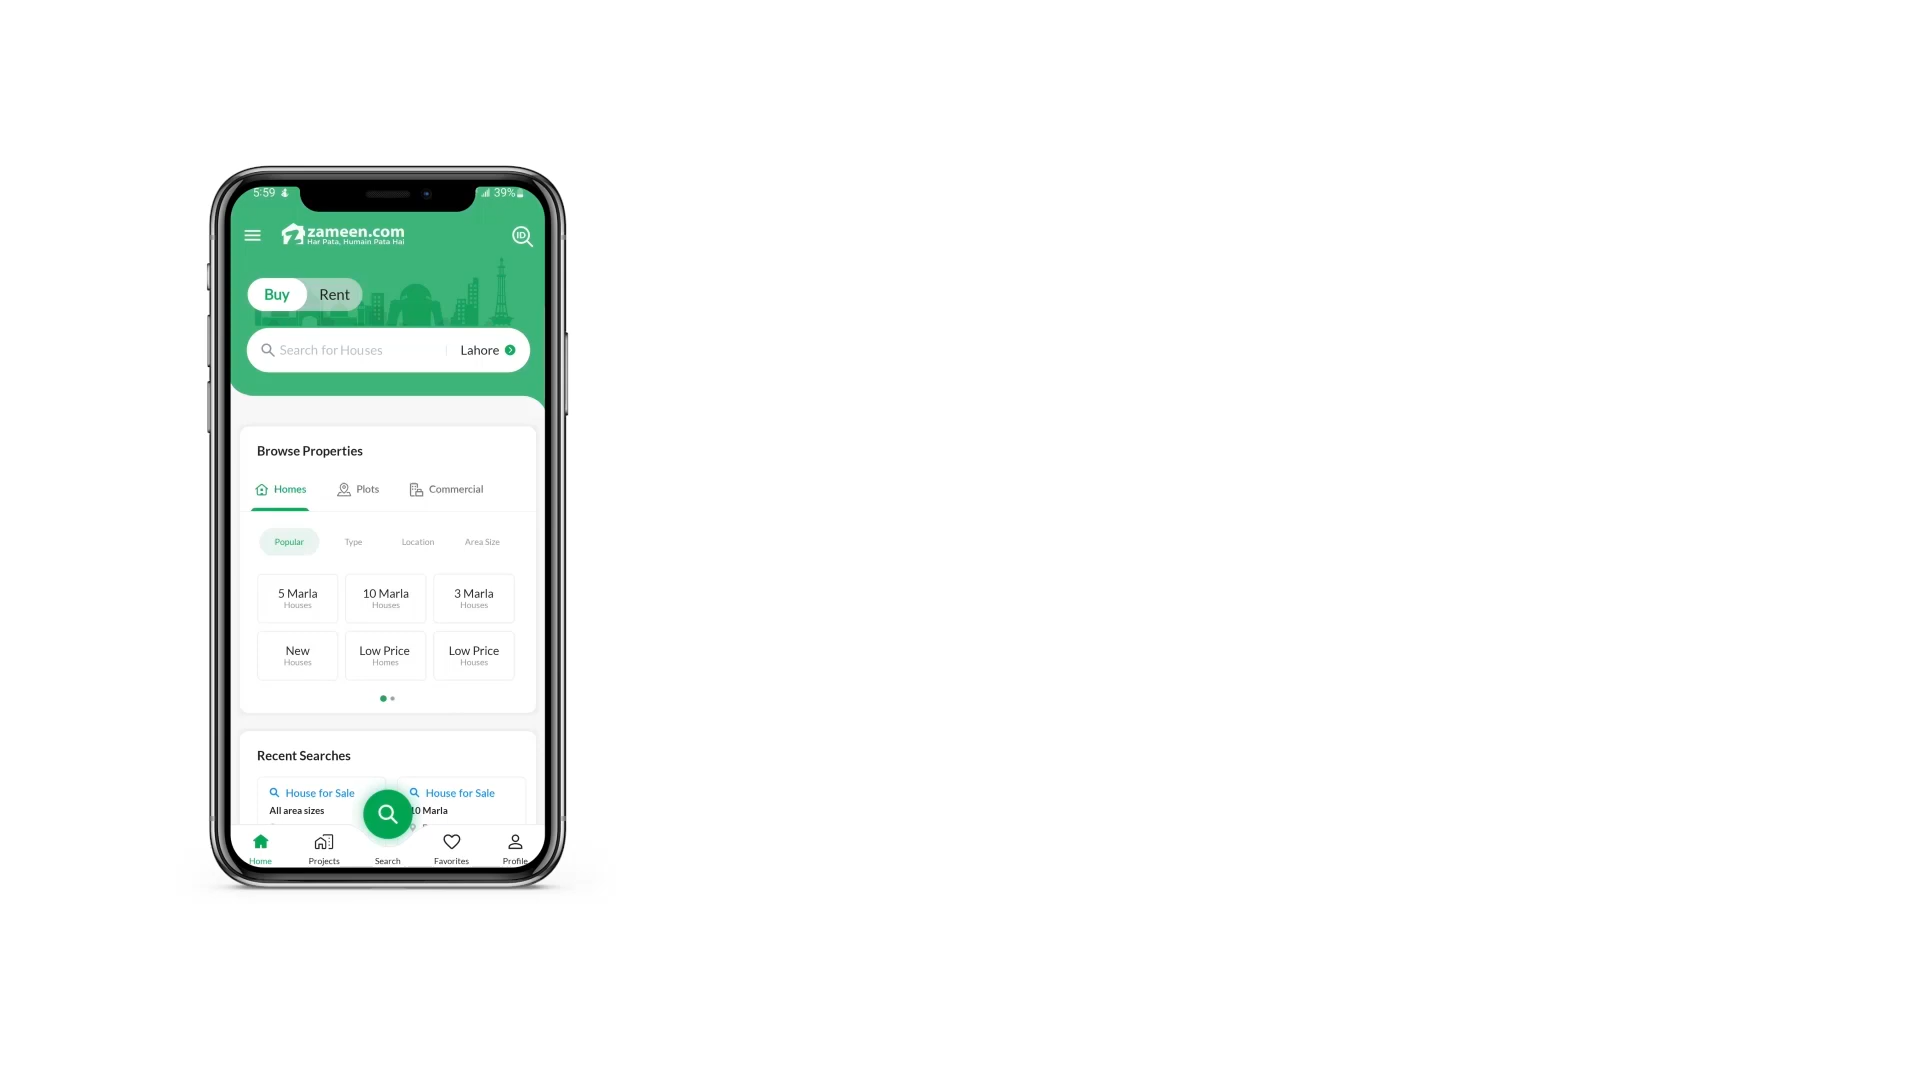 5:59
39%
zameen.com
Har Pata, Humain Pata Hai
ID
Buy Rent
Search for Houses Lahore
Browse Properties
Homes Plots Commercial
Popular Type Location Area Size
5 Marla 10 Marla 3 Marla
Houses Houses Houses
New Low Price Low Price
Houses Homes Houses
Recent Searches
House for Sale House for Sale
All area sizes 10 Marla
Home Projects Search Favorites Profile